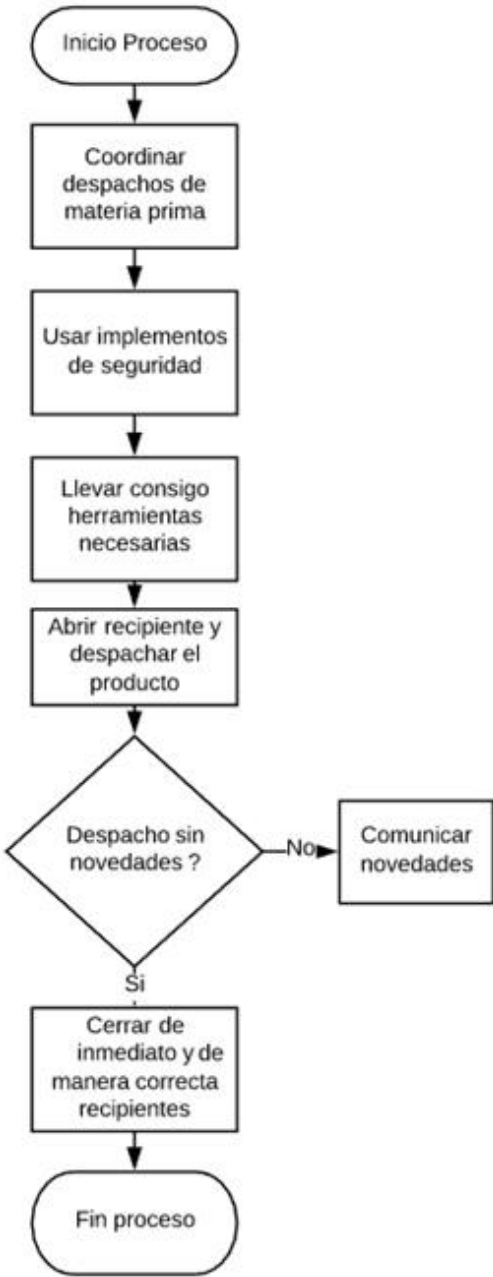 Inicio Proceso
Coordinar
despachos de
materia prima
Usar implementos
de seguridad
Llevar consigo
herramientas
necesarias
Abrir recipiente y
despachar el
producto
Despacho sin
novedades ?
No
Comunicar
novedades
Si
Cerrar de
inmediato y de
manera correcta
recipientes
Fin proceso